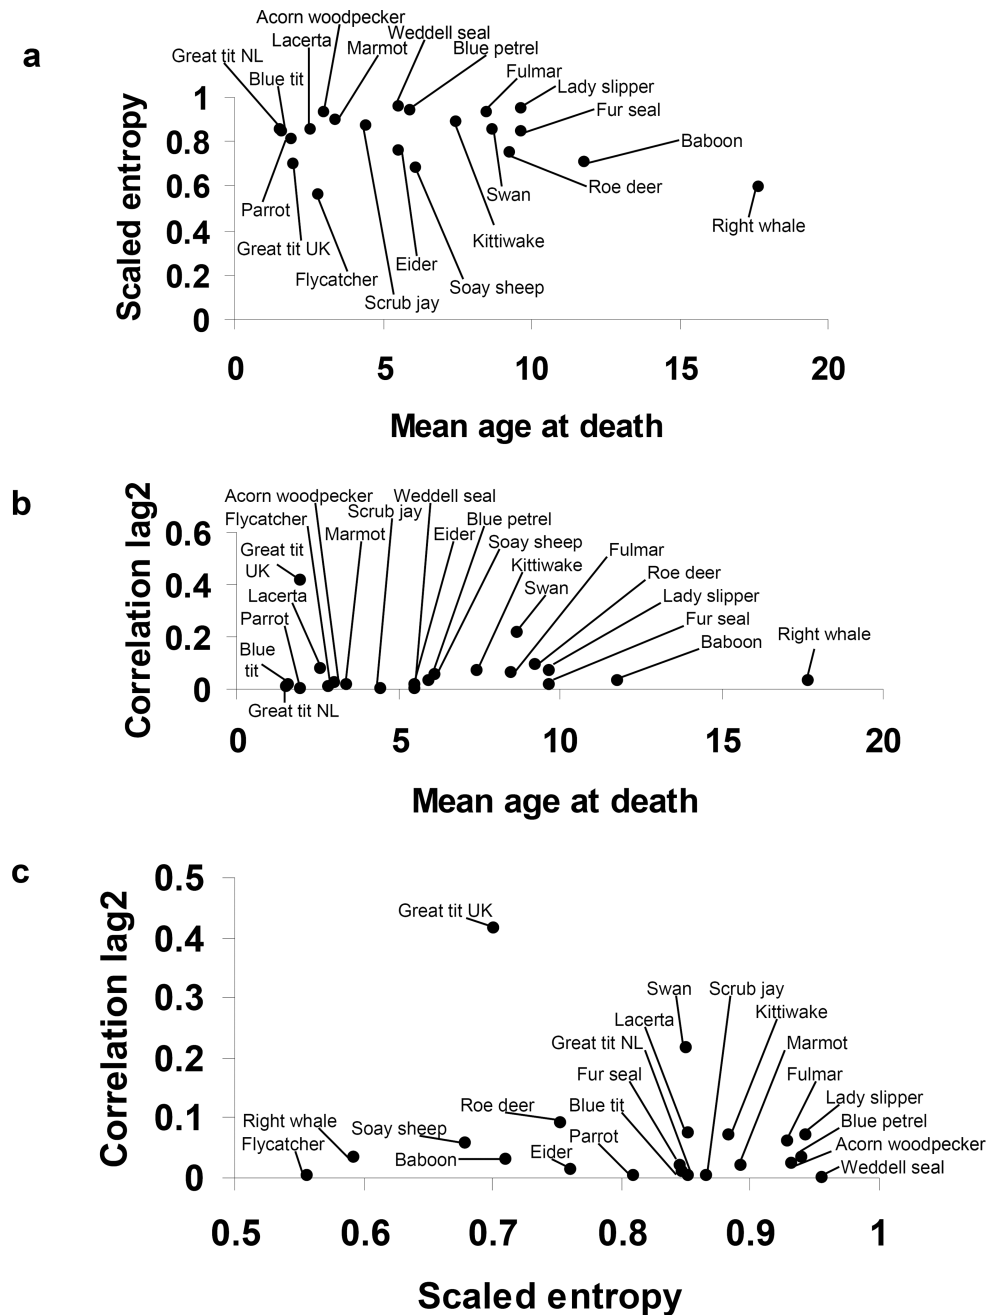 a
Acorn woodpecker
Weddell seal
Lacerta
Marmot
Blue petrel
Great tit NL
Fulmar
Blue tit
Lady slipper
Fur seal
Baboon
Roe deer
Swan
Parrot
Right whale
Kittiwake
Great tit UK
Eider
Flycatcher
Soay sheep
Scrub jay
Scaled entropy
1
0.8
0.6
0.4
0.2
0
0 5 10 15 20
Mean age at death
b
Acorn woodpecker
Weddell seal
Scrub jay
Flycatcher
Blue petrel
Marmot
Eider
Soay sheep
Great tit
UK
Fulmar
Kittiwake
Roe deer
Swan
Lacerta
Lady slipper
Parrot
Fur seal
Right whale
Baboon
Blue
tit
Great tit NL
Correlation lag2
0.6
0.4
0.2
0
0 5 10 15 20
Mean age at death
c
Great tit UK
Swan
Scrub jay
Lacerta
Kittiwake
Great tit NL
Marmot
Fur seal
Fulmar
Roe deer
Blue tit
Lady slipper
Right whale
Soay sheep
Parrot
Blue petrel
Flycatcher
Baboon
Eider
Acorn woodpecker
Weddell seal
Correlation lag2
0.5
0.4
0.3
0.2
0.1
0
0.5 0.6 0.7 0.8 0.9 1
Scaled entropy